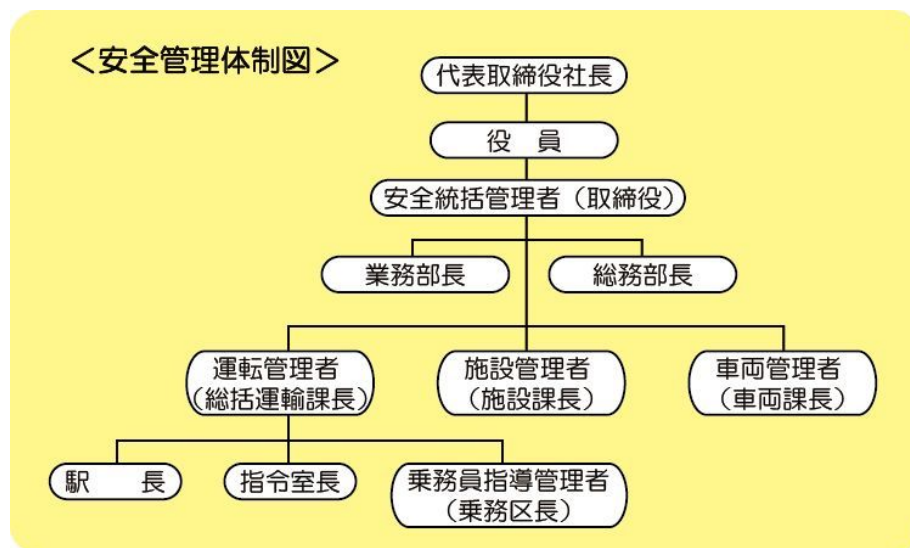 ＜安全管理体制図＞
代表取締役社長
役　員
安全統括管理者（取締役）
業務部長
総務部長
運転管理者
（総括運輸課長）
施設管理者
（施設課長）
車両管理者
（車両課長）
駅　　長
指令室長
乗務員指導管理者
（乗務区長）